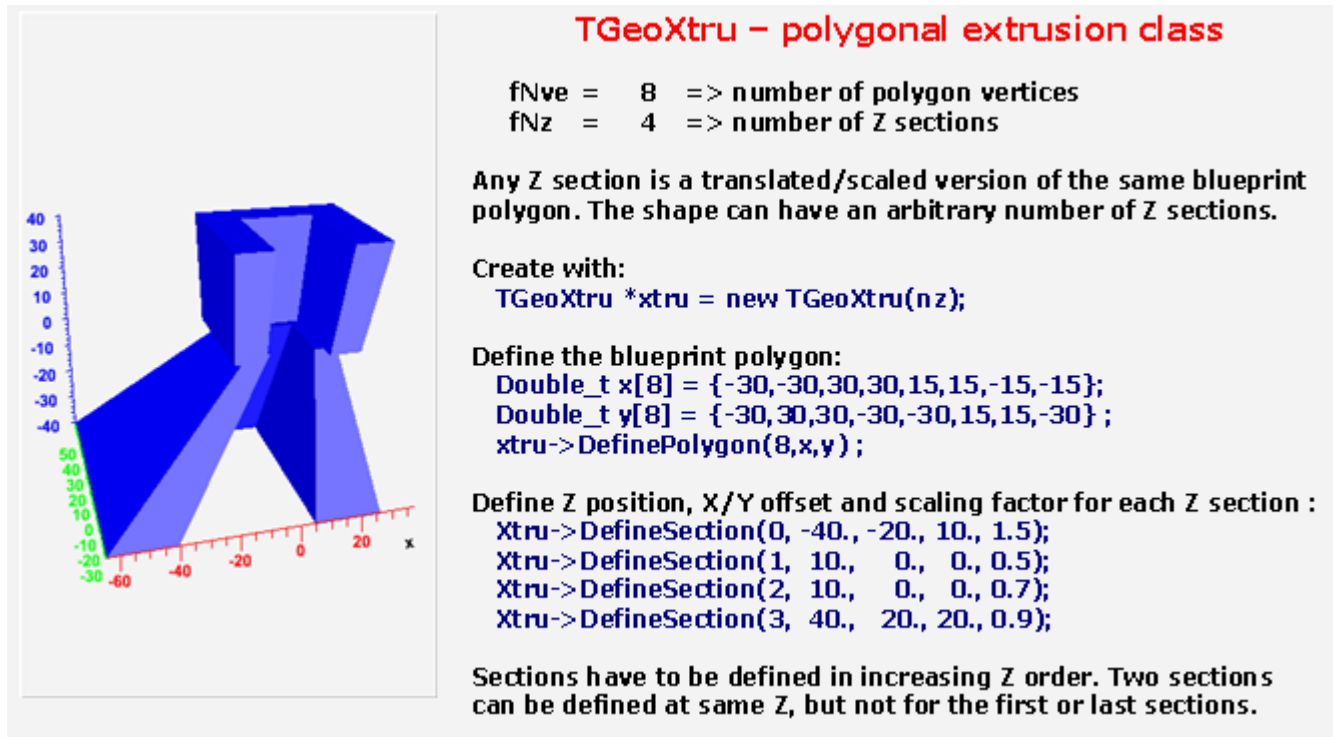 TGeoXtru – polygonal extrusion class
fNve = 8 => number of polygon vertices
fNz = 4 => number of Z sections
Any Z section is a translated/scaled version of the same blueprint
polygon. The shape can have an arbitrary number of Z sections.
Create with:
TGeoXtru *xtru = new TGeoXtru(nz);
Define the blueprint polygon:
Double_t x[8] = {-30,-30,30,30,15,15,-15,-15};
Double_t y[8] = {-30,30,30,-30,-30,15,15,-30} ;
xtru->DefinePolygon(8,x,y) ;
Define Z position, X/Y offset and scaling factor for each Z section :
Xtru->DefineSection(0, -40., -20., 10., 1.5);
Xtru->DefineSection(1, 10., 0., 0., 0.5);
Xtru->DefineSection(2, 10., 0., 0., 0.7);
Xtru->DefineSection(3, 40., 20., 20., 0.9);
Sections have to be defined in increasing Z order. Two sections
can be defined at same Z, but not for the first or last sections.
40
30
20
10
0
-10
-20
-30
-40
50
40
30
20
10
0
-10
-20
-30
-60
-40
-20
0
20
x